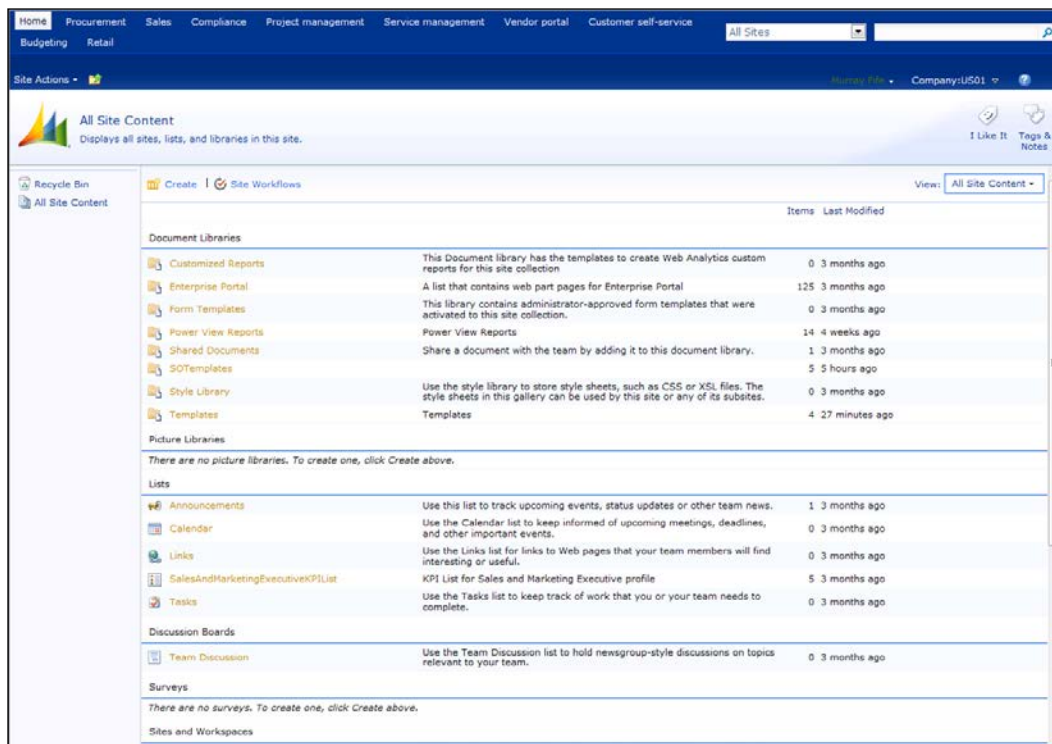 Home Procurement Sales Compliance Project management Service management Vendor portal Customer self-service
All Sites
Budgeting Retail
Site Actions
Murray Fife Company:US01
All Site Content
Displays all sites, lists, and libraries in this site.
I Like It Tags &
Notes
Recycle Bin
All Site Content
Create | Site Workflows
View: All Site Content
Items Last Modified
Document Libraries
Customized Reports
This Document library has the templates to create Web Analytics custom
reports for this site collection
0 3 months ago
Enterprise Portal A list that contains web part pages for Enterprise Portal 125 3 months ago
Form Templates
This library contains administrator-approved form templates that were
activated to this site collection.
0 3 months ago
Power View Reports Power View Reports 14 4 weeks ago
Shared Documents Share a document with the team by adding it to this document library. 1 3 months ago
SOTemplates 5 5 hours ago
Style Library
Use the style library to store style sheets, such as CSS or XSL files. The
style sheets in this gallery can be used by this site or any of its subsites.
0 3 months ago
Templates Templates 4 27 minutes ago
Picture Libraries
There are no picture libraries. To create one, click Create above.
Lists
Announcements Use this list to track upcoming events, status updates or other team news. 1 3 months ago
Calendar
Use the Calendar list to keep informed of upcoming meetings, deadlines,
and other important events.
0 3 months ago
Links
Use the Links list for links to Web pages that your team members will find
interesting or useful.
0 3 months ago
SalesAndMarketingExecutiveKPIList KPI List for Sales and Marketing Executive profile 5 3 months ago
Tasks
Use the Tasks list to keep track of work that you or your team needs to
complete.
0 3 months ago
Discussion Boards
Team Discussion
Use the Team Discussion list to hold newsgroup-style discussions on topics
relevant to your team.
0 3 months ago
Surveys
There are no surveys. To create one, click Create above.
Sites and Workspaces